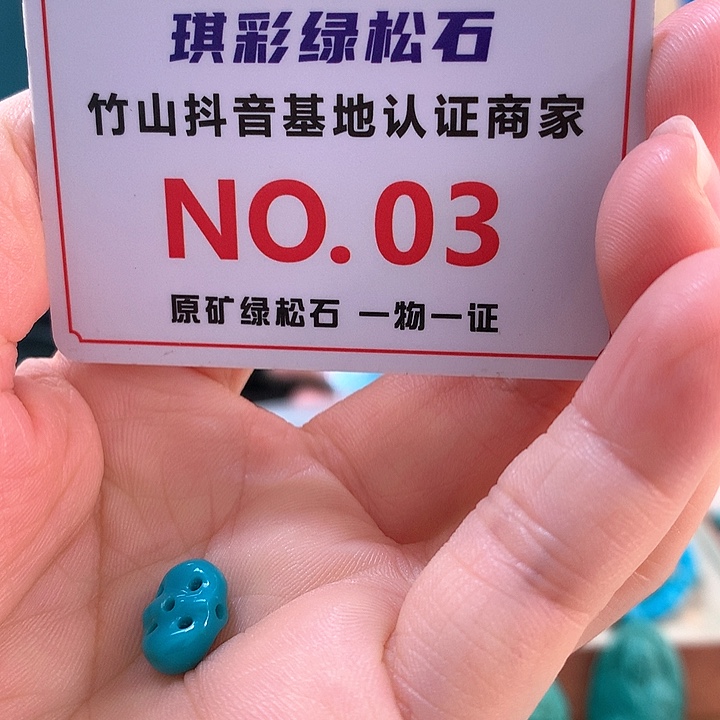 琪彩绿松石
竹山抖音基地认证商家
NO.03
原矿绿松石 一物一证